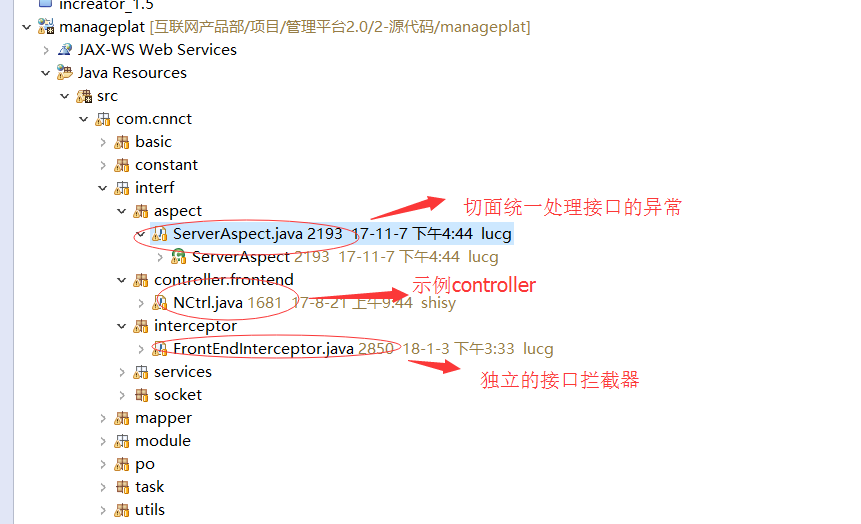 increator_1.5
manageplat [互联网产品部/项目/管理平台2.0/2-源代码/manageplat]
JAX-WS Web Services
Java Resources
src
com.cnnct
basic
constant
interf
aspect
切面统一处理接口的异常
ServerAspect.java 2193 17-11-7 下午4:44 lucg
ServerAspect 2193 17-11-7 下午4:44 lucg
controller.frontend
示例controller
NCtrl.java 1681 17-8-21 上午9:44 shisy
interceptor
FrontEndInterceptor.java 2850 18-1-3 下午3:33 lucg
services
独立的接口拦截器
socket
mapper
module
po
task
utils